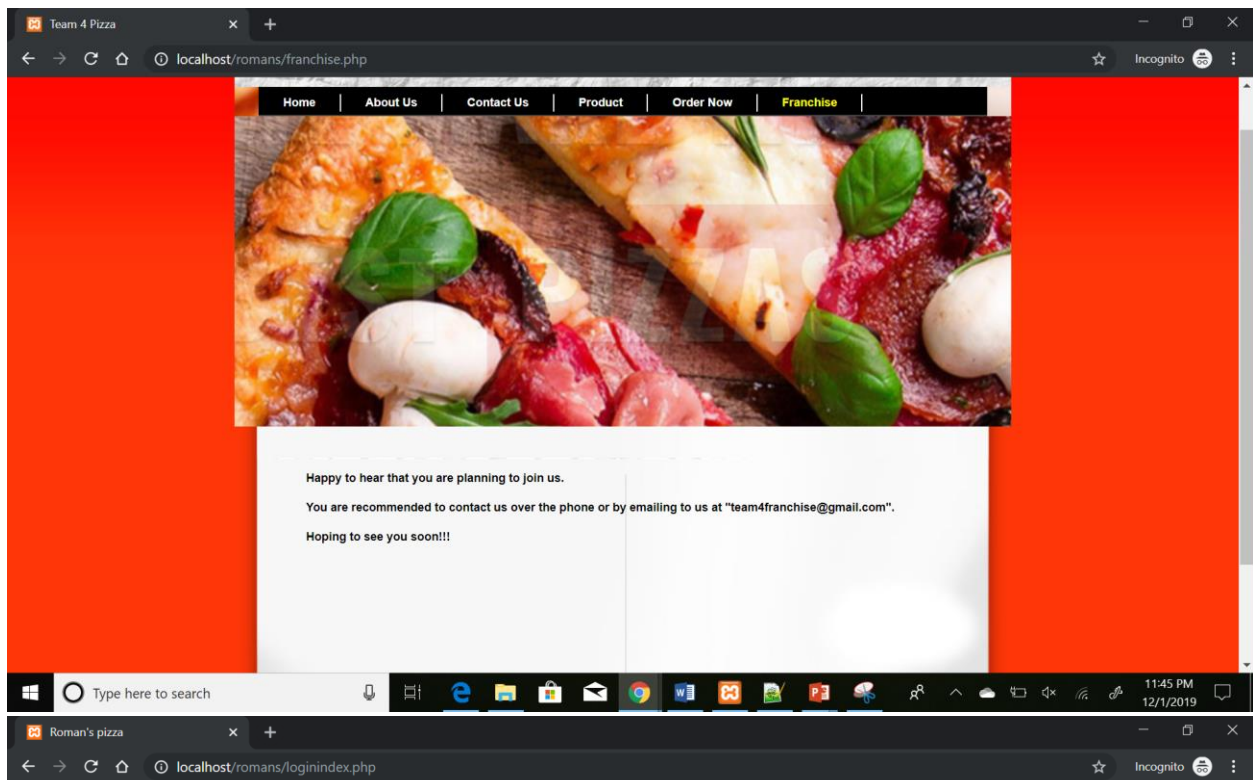 Team 4 Pizza
localhost/romans/franchise.php
Incognito
Home About Us Contact Us Product Order Now Franchise
PIZZAS
Happy to hear that you are planning to join us.
You are recommended to contact us over the phone or by emailing to us at "team4franchise@gmail.com".
Hoping to see you soon!!!
Type here to search
11:45 PM
12/1/2019
Roman's pizza
localhost/romans/loginindex.php
Incognito